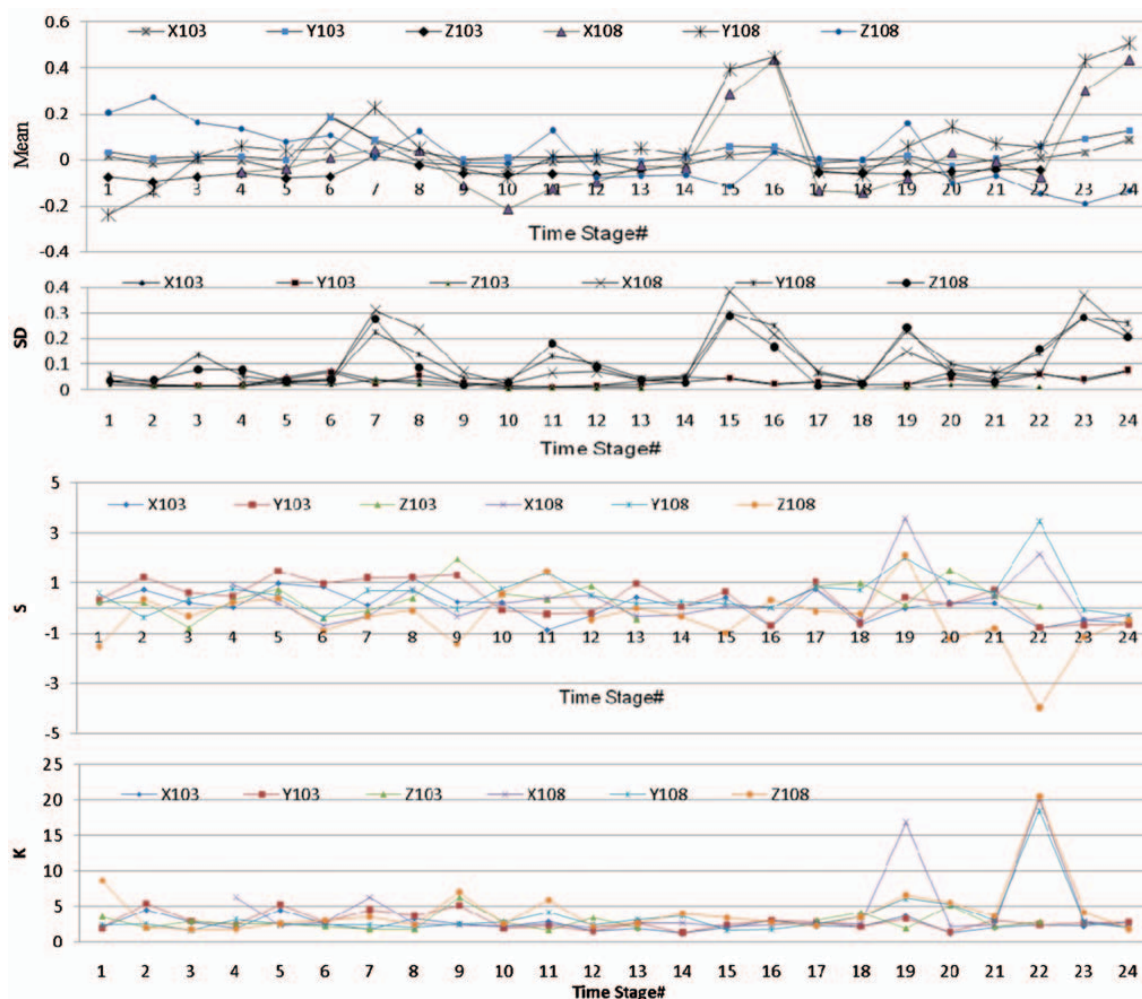 0.6
X103 Y103 Z103 X108 Y108 Z108
0.4
0.2
0
-0.2
-0.4
Mean
1 2 3 4 5 6 7 8 9 10 11 12 13 14 15 16 17 18 19 20 21 22 23 24
Time Stage#
X103 Y103 Z103 X108 Y108 Z108
0.4
0.3
0.2
0.1
0
SD
1 2 3 4 5 6 7 8 9 10 11 12 13 14 15 16 17 18 19 20 21 22 23 24
Time Stage#
5
X103 Y103 Z103 X108 Y108 Z108
3
1
-1
-3
-5
S
1 2 3 4 5 6 7 8 9 10 11 12 13 14 15 16 17 18 19 20 21 22 23 24
Time Stage#
25
X103 Y103 Z103 X108 Y108 Z108
20
15
10
5
0
K
1 2 3 4 5 6 7 8 9 10 11 12 13 14 15 16 17 18 19 20 21 22 23 24
Time Stage#